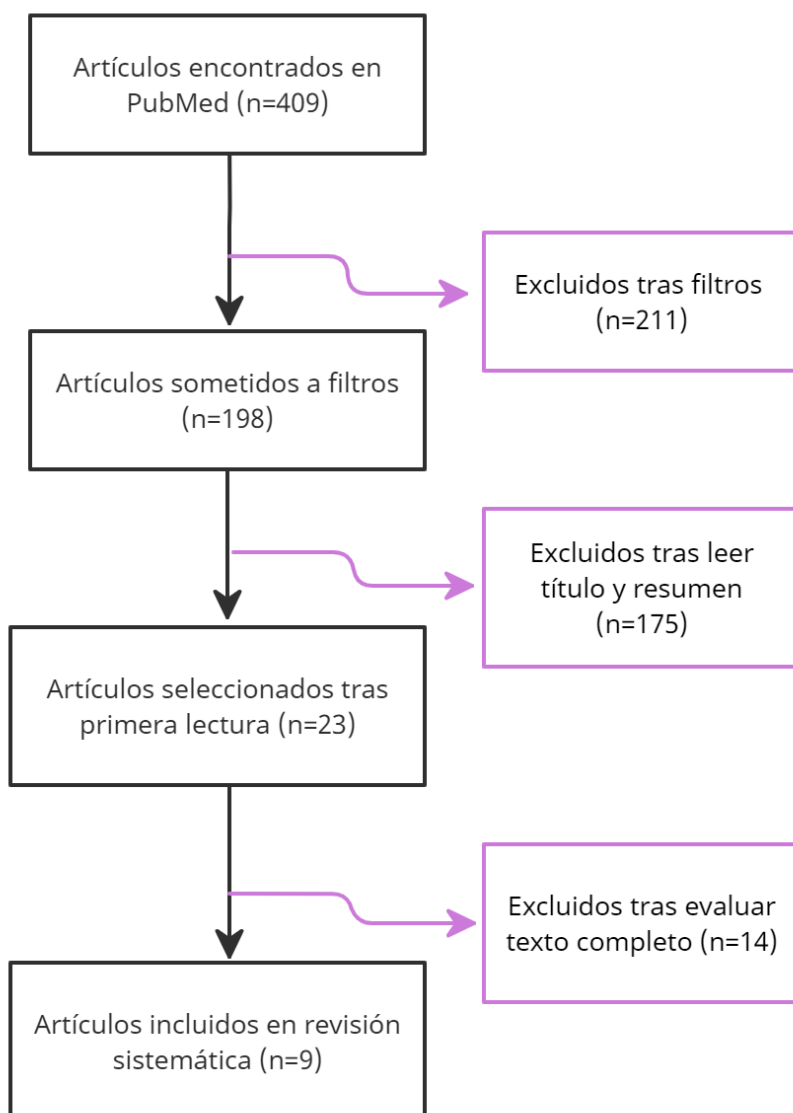 Artículos encontrados en
PubMed (n=409)
Excluidos tras filtros
(n=211)
Artículos sometidos a filtros
(n=198)
Excluidos tras leer
título y resumen
(n=175)
Artículos seleccionados tras
primera lectura (n=23)
Excluidos tras evaluar
texto completo (n=14)
Artículos incluidos en revisión
sistemática (n=9)